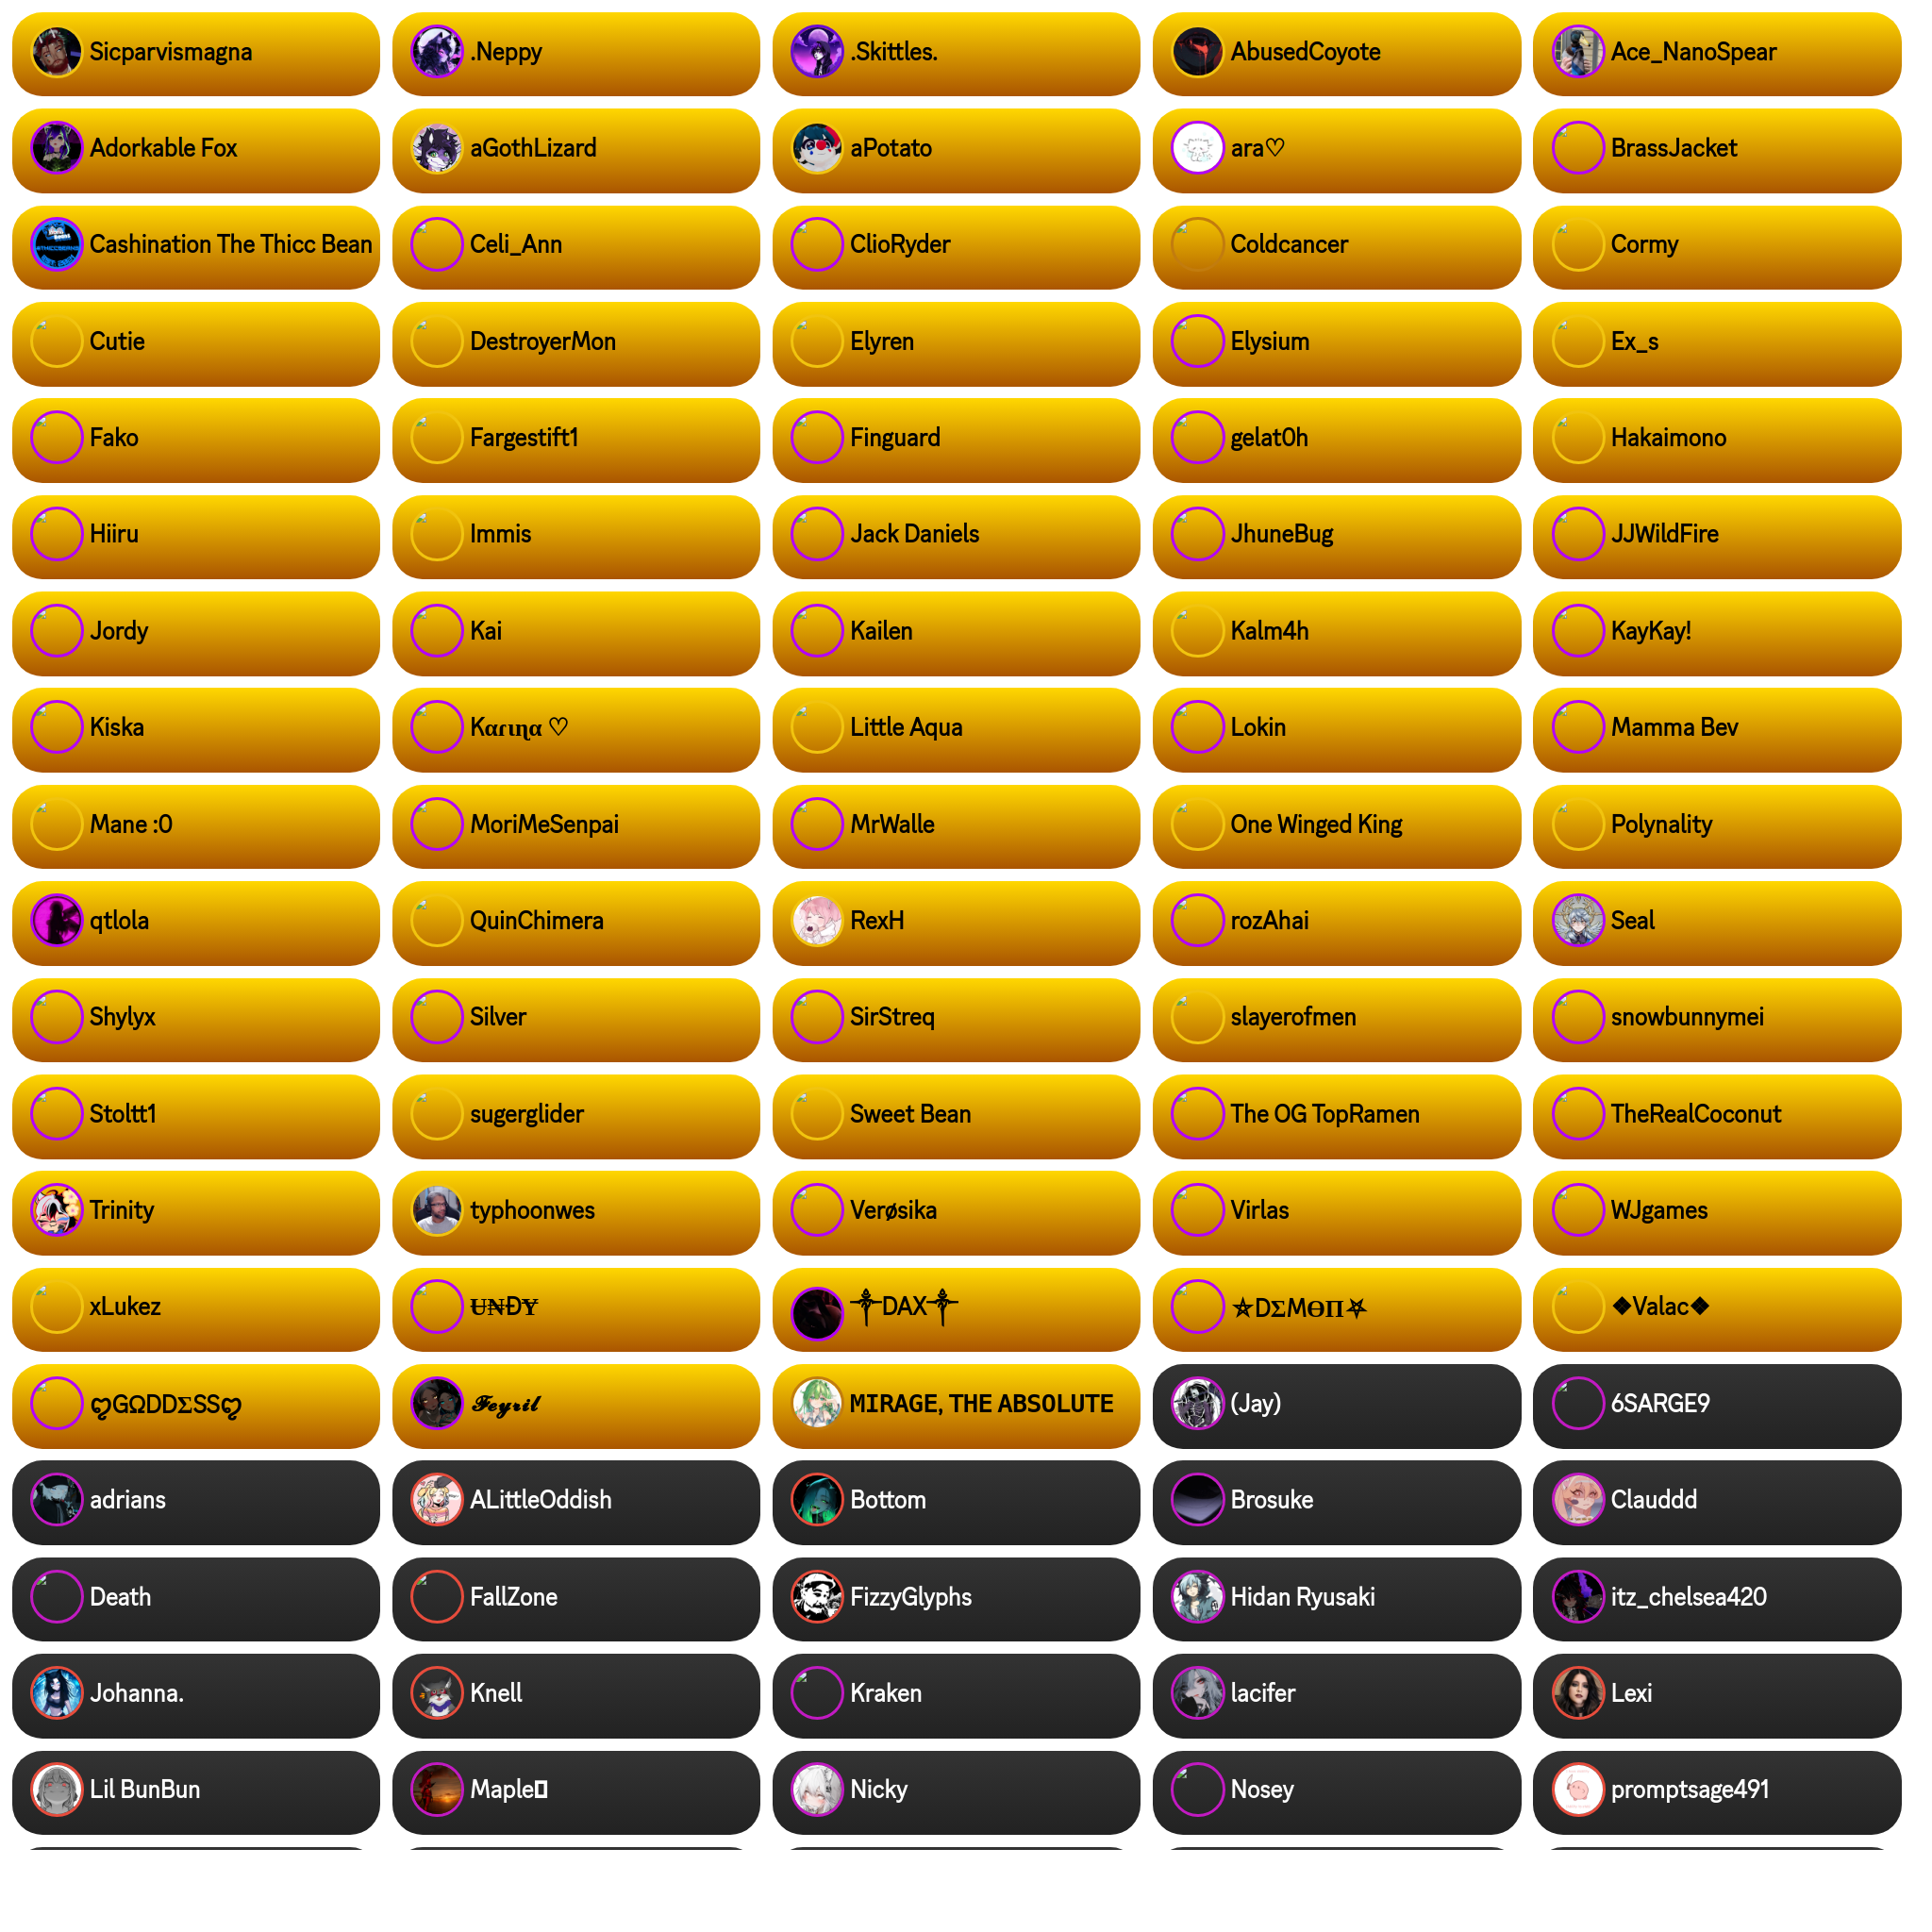 Sicparvismagna
.Neppy
.Skittles.
AbusedCoyote
Ace_NanoSpear
Adorkable Fox
aGothLizard
aPotato
ara♡
BrassJacket
Cashination The Thicc Bean
Celi_Ann
ClioRyder
Coldcancer
Cormy
Cutie
DestroyerMon
Elyren
Elysium
Ex_s
Fako
Fargestift1
Finguard
gelat0h
Hakaimono
Hiiru
Immis
Jack Daniels
JhuneBug
JJWildFire
Jordy
Kai
Kailen
Kalm4h
KayKay!
Kiska
Kαɾιɳα ♡
Little Aqua
Lokin
Mamma Bev
Mane :0
MoriMeSenpai
MrWalle
One Winged King
Polynality
qtlola
QuinChimera
RexH
rozAhai
Seal
Shylyx
Silver
SirStreq
slayerofmen
snowbunnymei
Stoltt1
sugerglider
Sweet Bean
The OG TopRamen
TheRealCoconut
Trinity
typhoonwes
Verøsika
Virlas
WJgames
xLukez
Ʉ₦ĐɎ
༒DAX༒
⛥DΣMӨΠ⛧
❖Valac❖
ღGΩDDΣSSღ
𝓕𝓮𝔂𝓻𝓲𝓵
𝗠𝗜𝗥𝗔𝗚𝗘, 𝗧𝗛𝗘 𝗔𝗕𝗦𝗢𝗟𝗨𝗧𝗘
(Jay)
6SARGE9
adrians
ALittleOddish
Bottom
Brosuke
Clauddd
Death
FallZone
FizzyGlyphs
Hidan Ryusaki
itz_chelsea420
Johanna.
Knell
Kraken
lacifer
Lexi
Lil BunBun
Maple
Nicky
Nosey
promptsage491